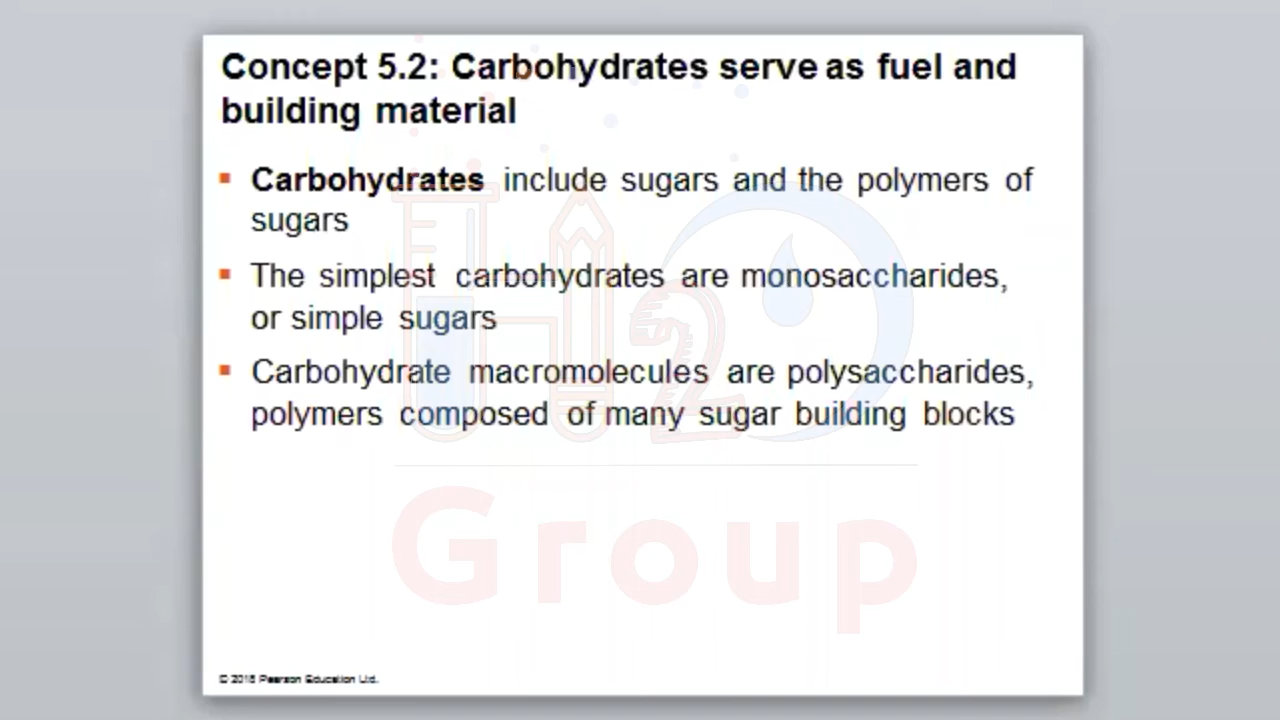 Concept 5.2: Carbohydrates serve as fuel and
building material
▪ Carbohydrates include sugars and the polymers of
sugars
▪ The simplest carbohydrates are monosaccharides,
or simple sugars
▪ Carbohydrate macromolecules are polysaccharides,
polymers composed of many sugar building blocks
H2O
Group
© 2018 Pearson Education Ltd.